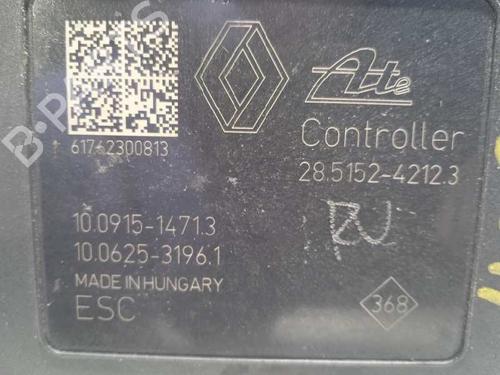 Ate
61742300813
Controller
28.5152-4212.3
10.0915-1471.3
10.0625-3196.1
MADE IN HUNGARY
ESC
368